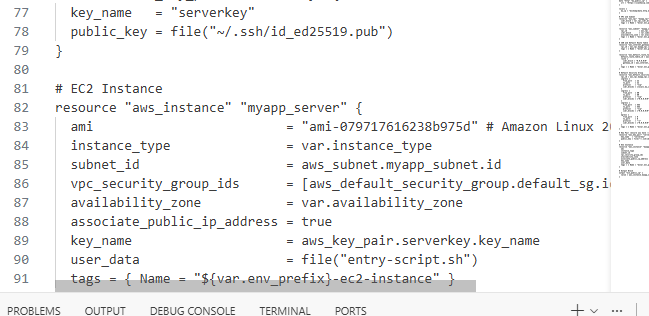 77 key_name = "serverkey"
78 public_key = file("~/.ssh/id_ed25519.pub")
79 }
80
81 # EC2 Instance
82 resource "aws_instance" "myapp_server" {
83 ami = "ami-079717616238b975d" # Amazon Linux
84 instance_type = var.instance_type
85 subnet_id = aws_subnet.myapp_subnet.id
86 vpc_security_group_ids = [aws_default_security_group.default_sg.id
87 availability_zone = var.availability_zone
88 associate_public_ip_address = true
89 key_name = aws_key_pair.serverkey.key_name
90 user_data = file("entry-script.sh")
91 tags = { Name = "${var.env_prefix}-ec2-instance" }
PROBLEMS OUTPUT DEBUG CONSOLE TERMINAL PORTS